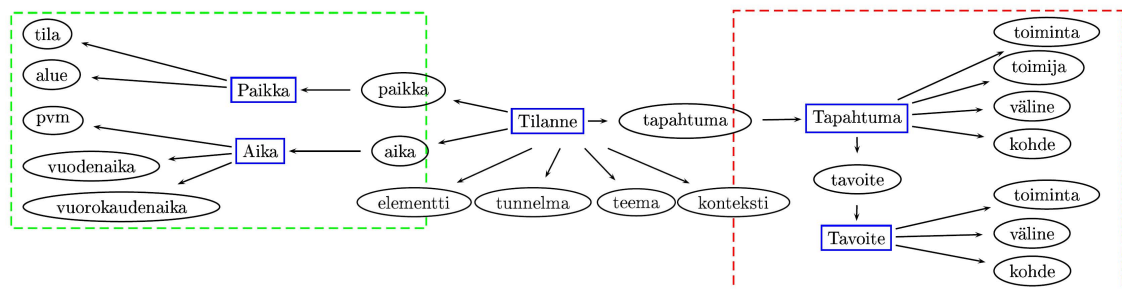 tila
alue
Paikka
paikka
pvm
Aika
aika
vuodenaika
vuorokaudenaika
Tilanne
tapahtuma
elementti
tunnelma
teema
konteksti
Tapahtuma
toiminta
toimija
väline
kohde
tavoite
Tavoite
toiminta
väline
kohde